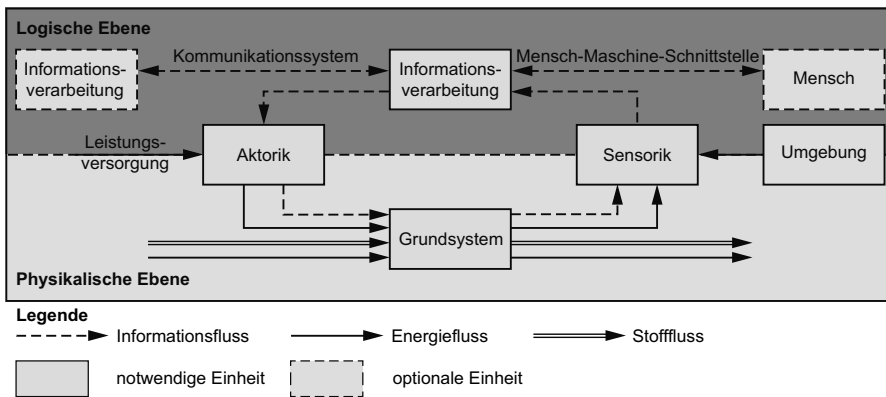 Logische Ebene
Informations-
verarbeitung
Kommunikationssystem
Informations-
verarbeitung
Mensch-Maschine-Schnittstelle
Mensch
Leistungs-
versorgung
Aktorik
Sensorik
Umgebung
Grundsystem
Physikalische Ebene
Legende
Informationsfluss
Energiefluss
Stofffluss
notwendige Einheit
optionale Einheit